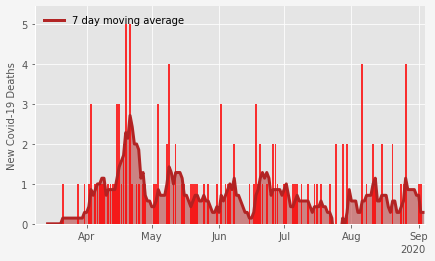 7 day moving average
New Covid-19 Deaths
5
4
3
2
1
0
Apr
May
Jun
Jul
Aug
Sep
2020